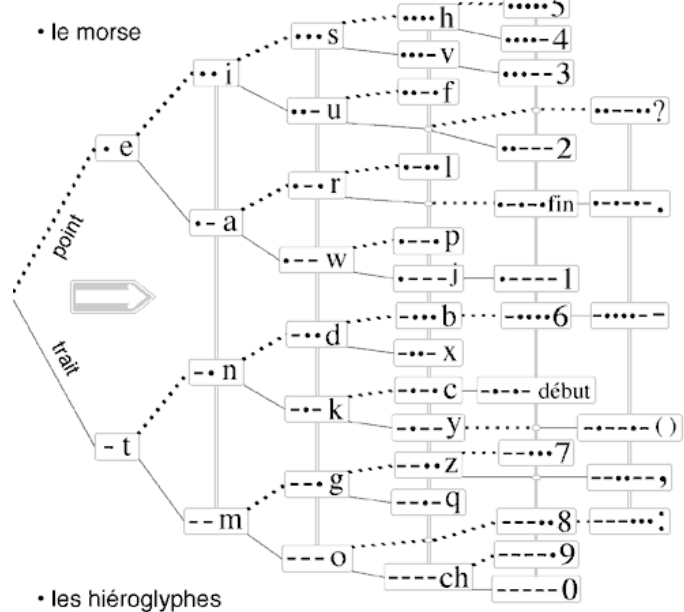 •••••5
••••h
• le morse
•••s
••••–4
•••–v
•••––3
••i
••–•f
••–u
••––••?
•e
••–––2
•–••l
•–•r
•–•–•fin
•–•–•–.
•–a
point
•––•p
•––w
•–––j
•––––1
–•••b
–••••6
–••••– –
–••d
–••–x
trait
–•n
–•–•c
–•–•– début
–•–k
–•––y
–•––•–( )
–t
––•••7
––••z
––••––,
––•g
––•–q
––m
–––••8
–––•••:
––––•9
–––o
––––ch
–––––0
• les hiéroglyphes